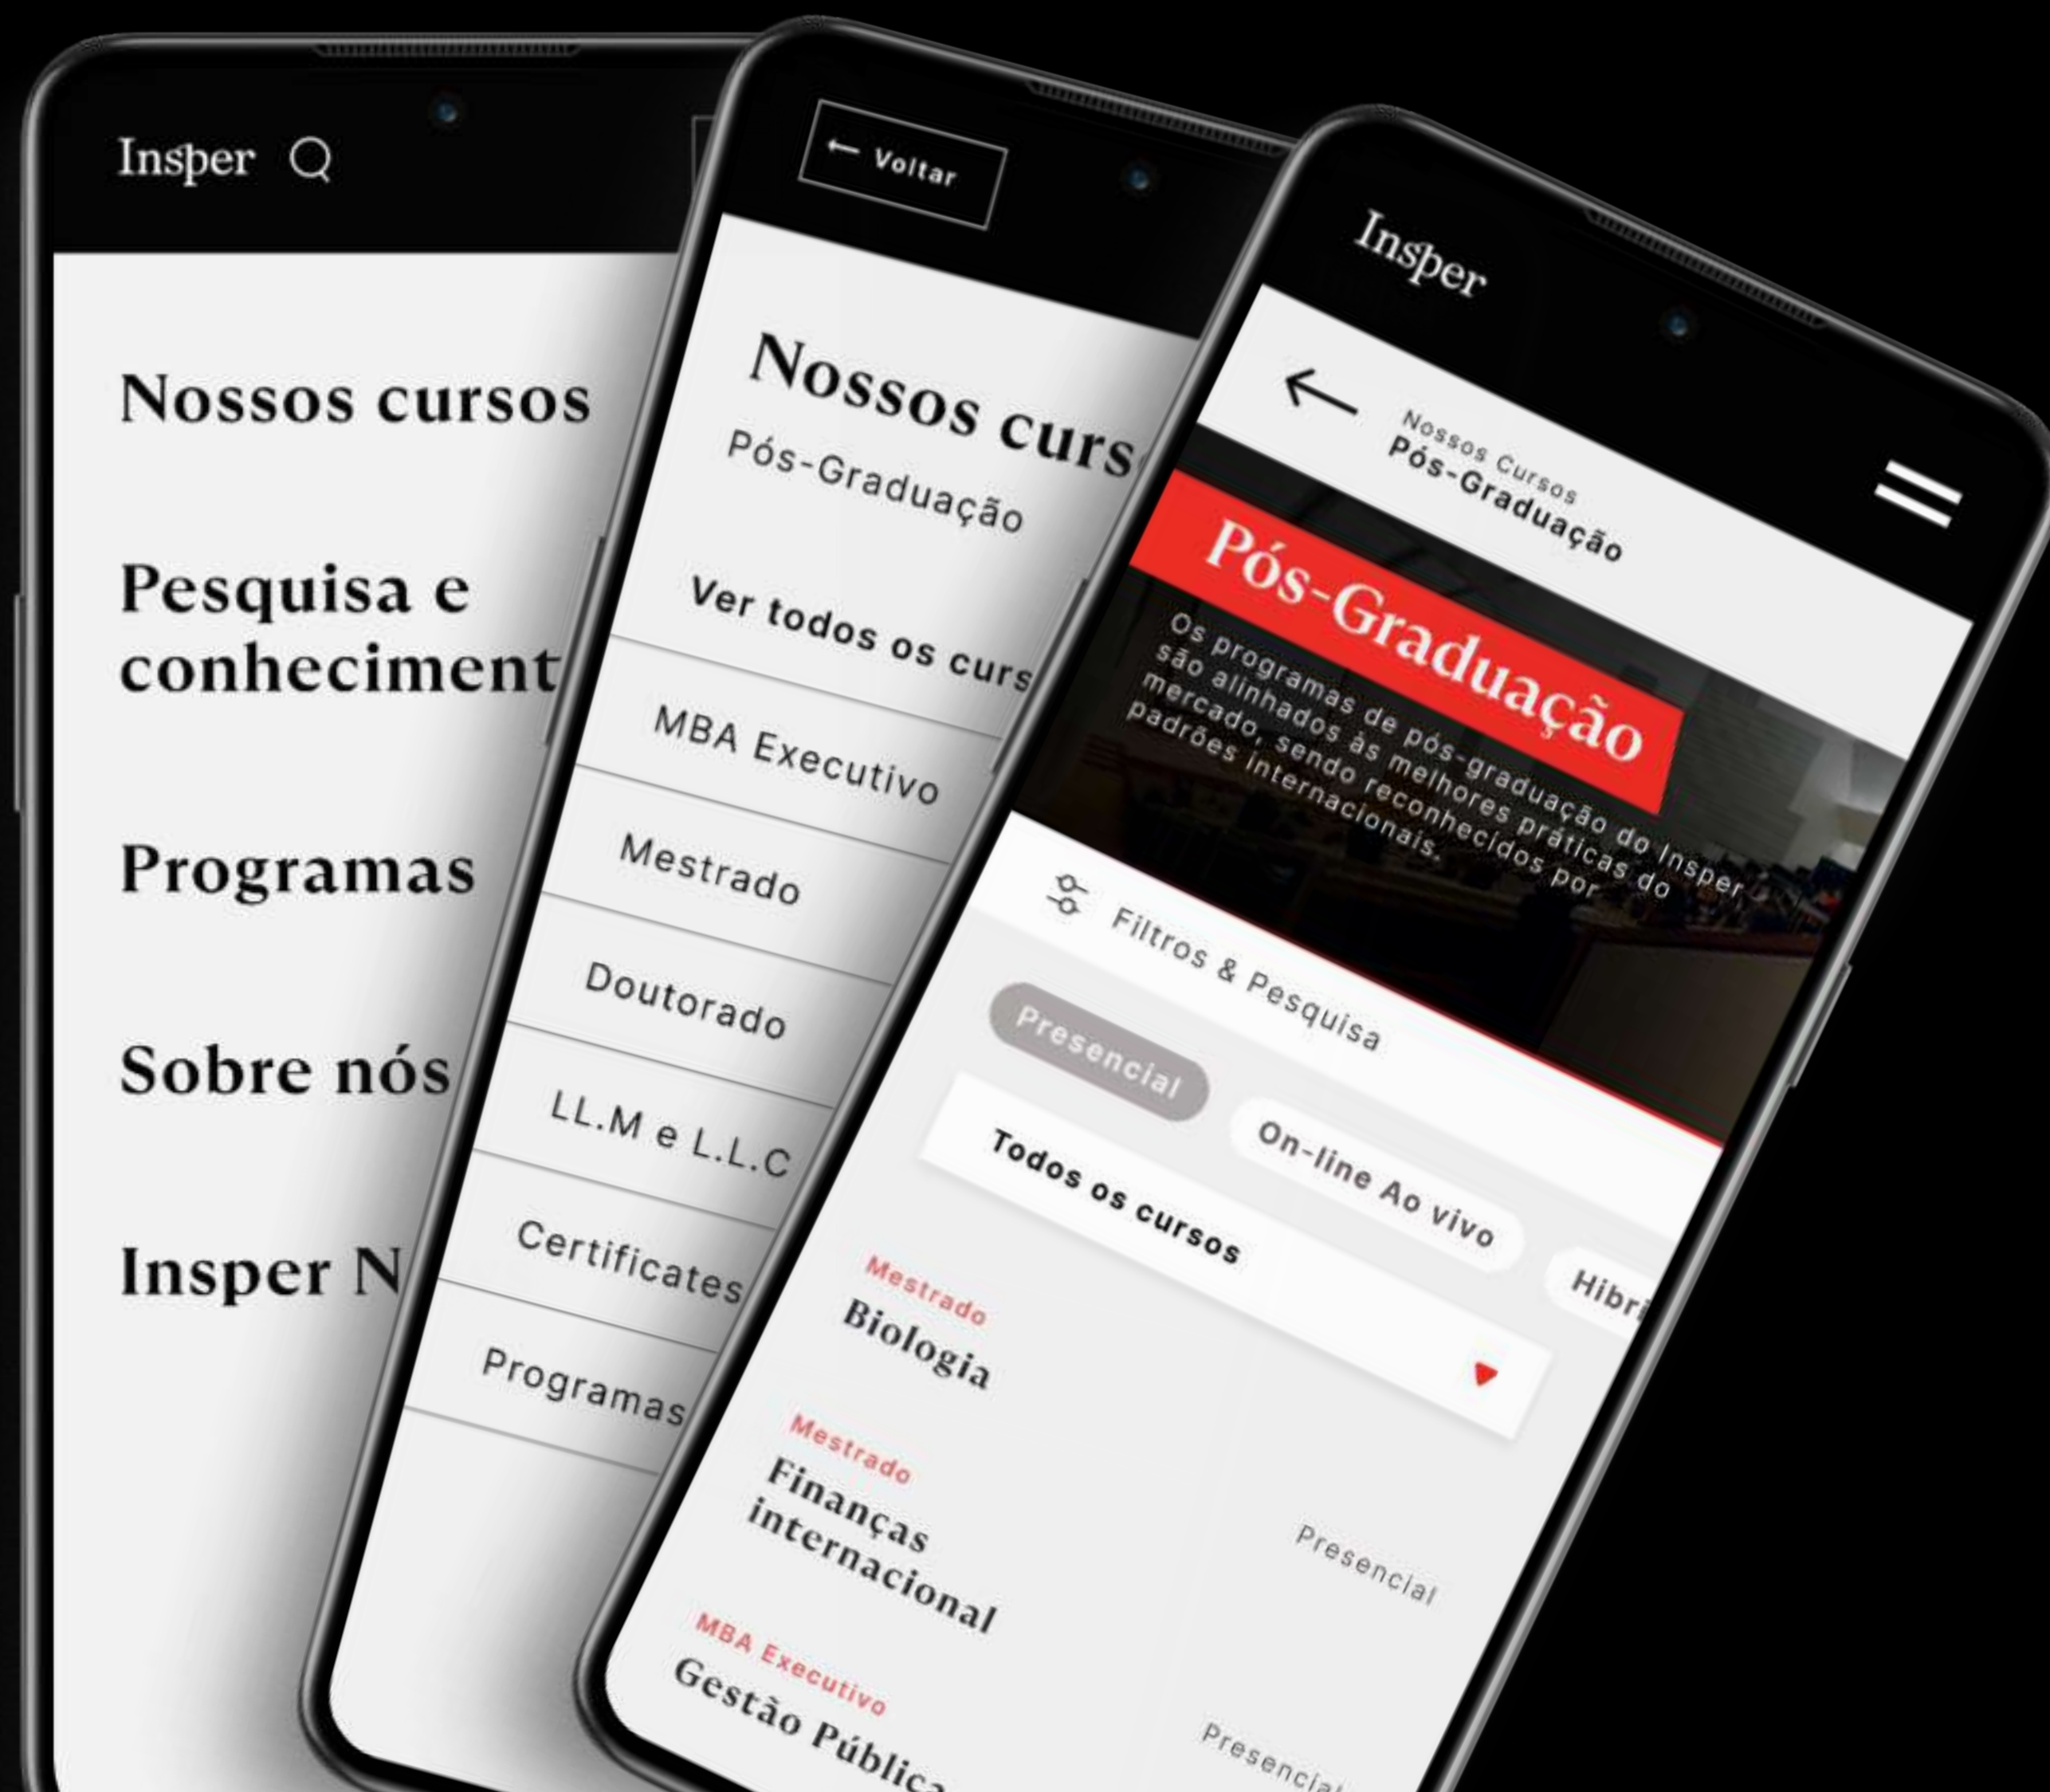 Insper
Nossos cursos
Pesquisa e
conheciment
Programas
Sobre nós
Insper N
← Voltar
Nossos curs
Pós-Graduação
Ver todos os curs
MBA Executivo
Mestrado
Doutorado
LL.M e L.L.C
Certificates
Programas
Insper
Nossos Cursos
Pós-Graduação
Pós-Graduação
Os programas de pós-graduação do Insper
são alinhados às melhores práticas do
mercado, sendo reconhecidos por
padrões internacionais.
Filtros & Pesquisa
Presencial On-line Ao vivo Hibri
Todos os cursos
Mestrado
Biologia
Presencial
Mestrado
Finanças
internacional
Presencial
MBA Executivo
Gestão Pública